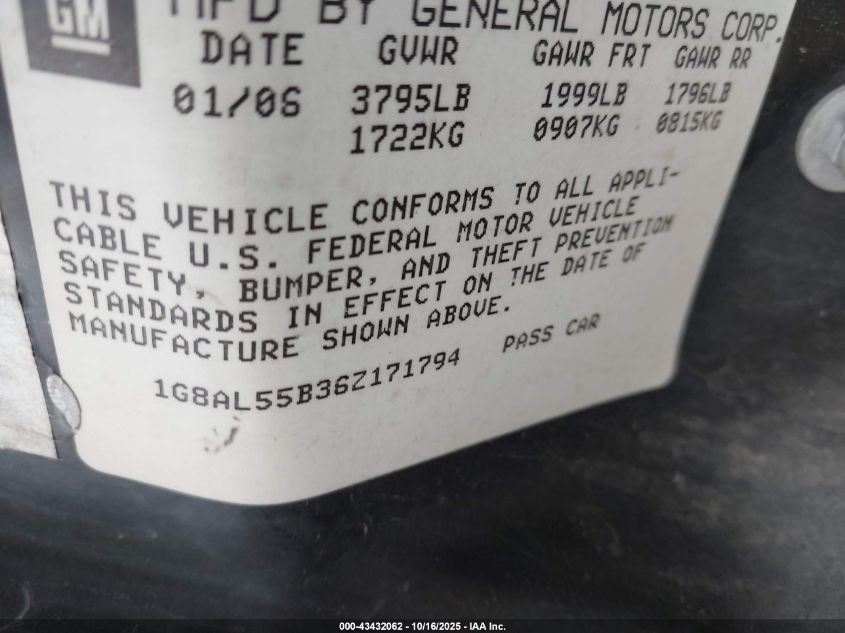 GM
MFD BY GENERAL MOTORS CORP.
DATE GVWR GAWR FRT GAWR RR
01/06 3795LB 1999LB 1796LB
1722KG 0907KG 0815KG
THIS VEHICLE CONFORMS TO ALL APPLI-
CABLE U.S. FEDERAL MOTOR VEHICLE
SAFETY, BUMPER, AND THEFT PREVENTION
STANDARDS IN EFFECT ON THE DATE OF
MANUFACTURE SHOWN ABOVE.
1G8AL55B36Z171794 PASS CAR
000-43432062 - 10/16/2025 - IAA Inc.